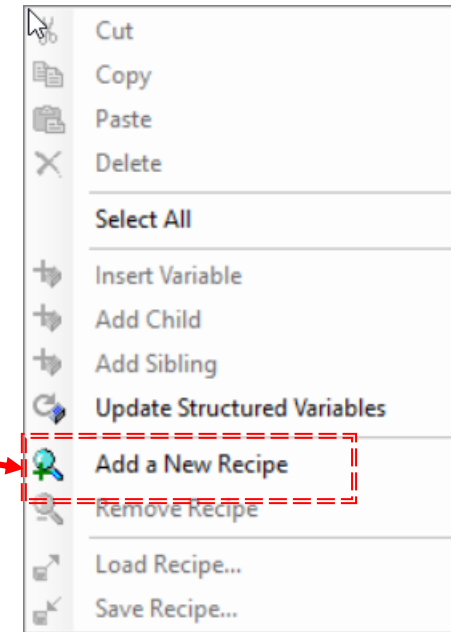 Cut
Copy
Paste
Delete
Select All
Insert Variable
Add Child
Add Sibling
Update Structured Variables
Add a New Recipe
Remove Recipe
Load Recipe...
Save Recipe...